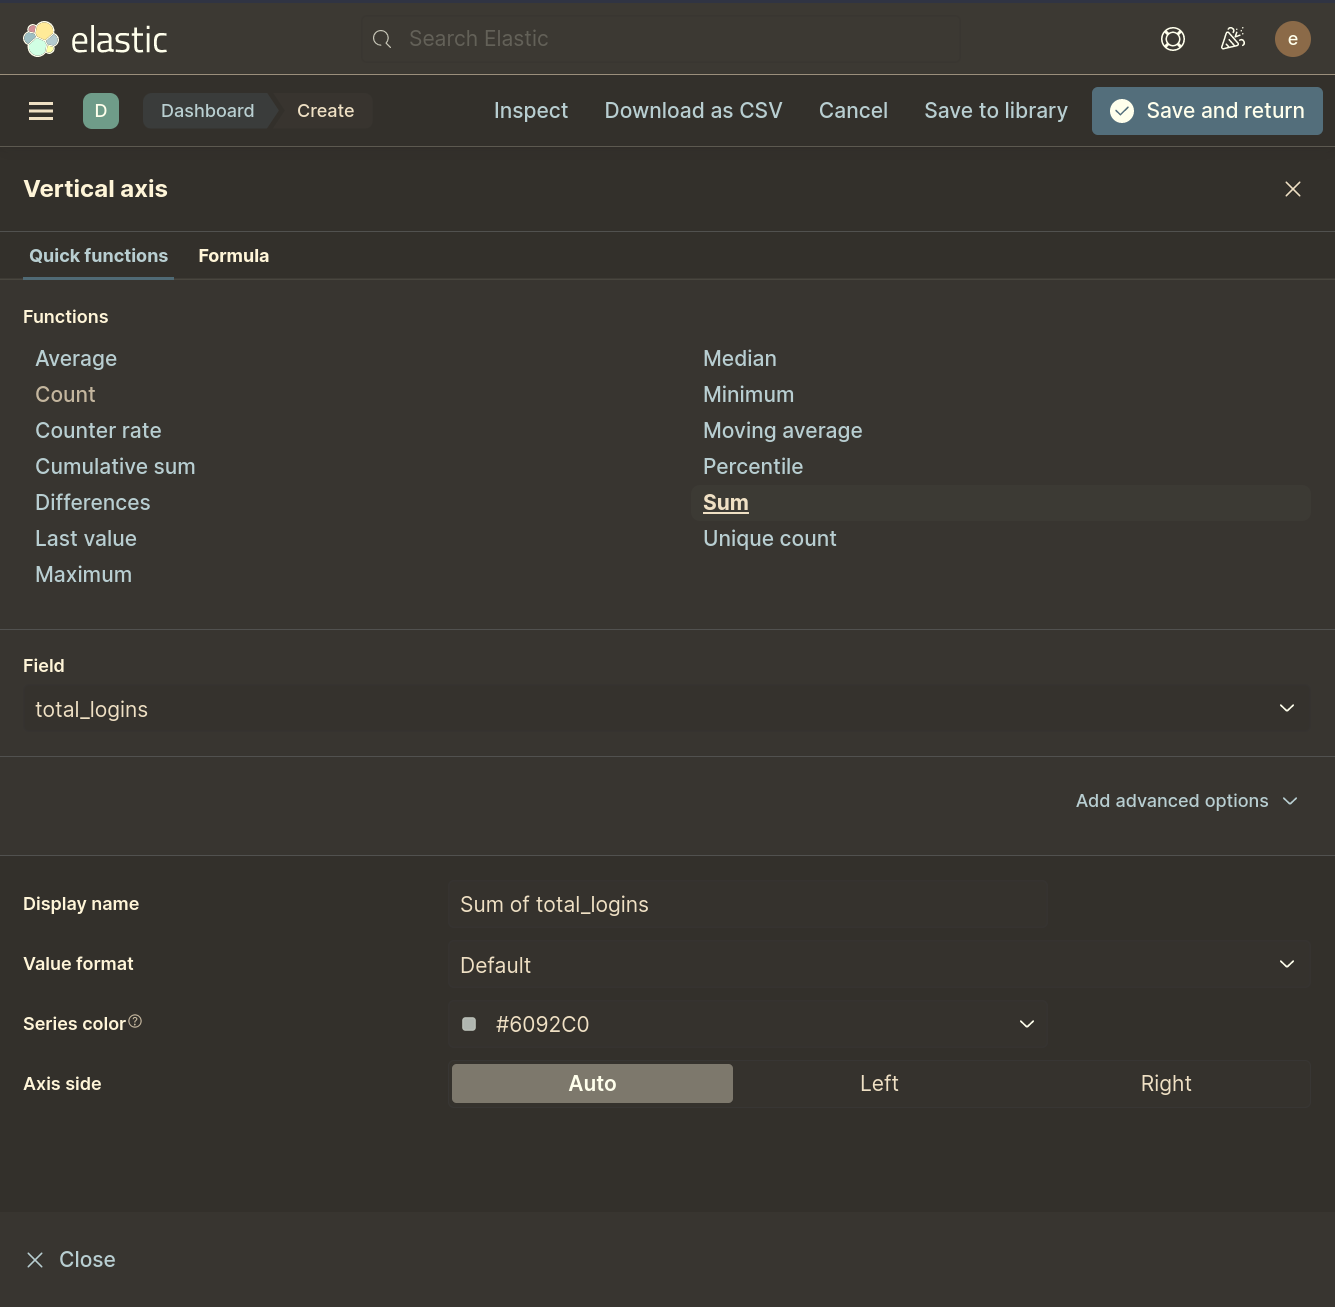 elastic
Search Elastic
e
D
Dashboard
Create
Inspect
Download as CSV
Cancel
Save to library
Save and return
Vertical axis
Quick functions
Formula
Functions
Average
Count
Counter rate
Cumulative sum
Differences
Last value
Maximum
Median
Minimum
Moving average
Percentile
Sum
Unique count
Field
total_logins
Add advanced options
Display name
Sum of total_logins
Value format
Default
Series color
#6092C0
Axis side
Auto
Left
Right
Close